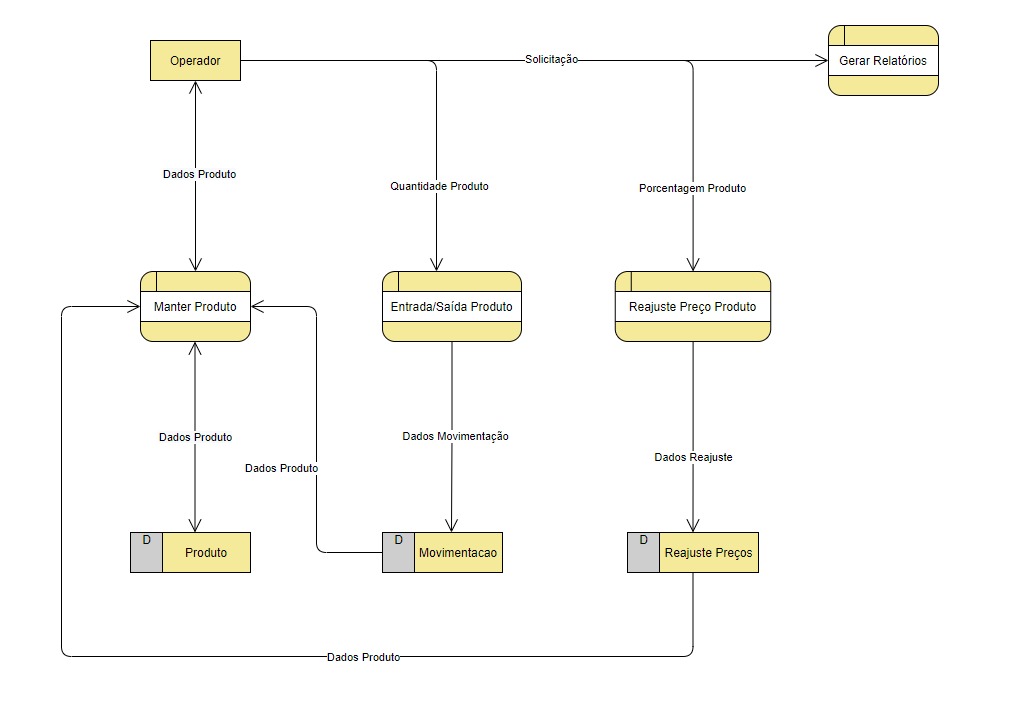 Operador
Solicitação
Gerar Relatórios
Dados Produto
Quantidade Produto
Porcentagem Produto
Manter Produto
Entrada/Saída Produto
Reajuste Preço Produto
Dados Produto
Dados Movimentação
Dados Reajuste
Dados Produto
D
Produto
D
Movimentacao
D
Reajuste Preços
Dados Produto